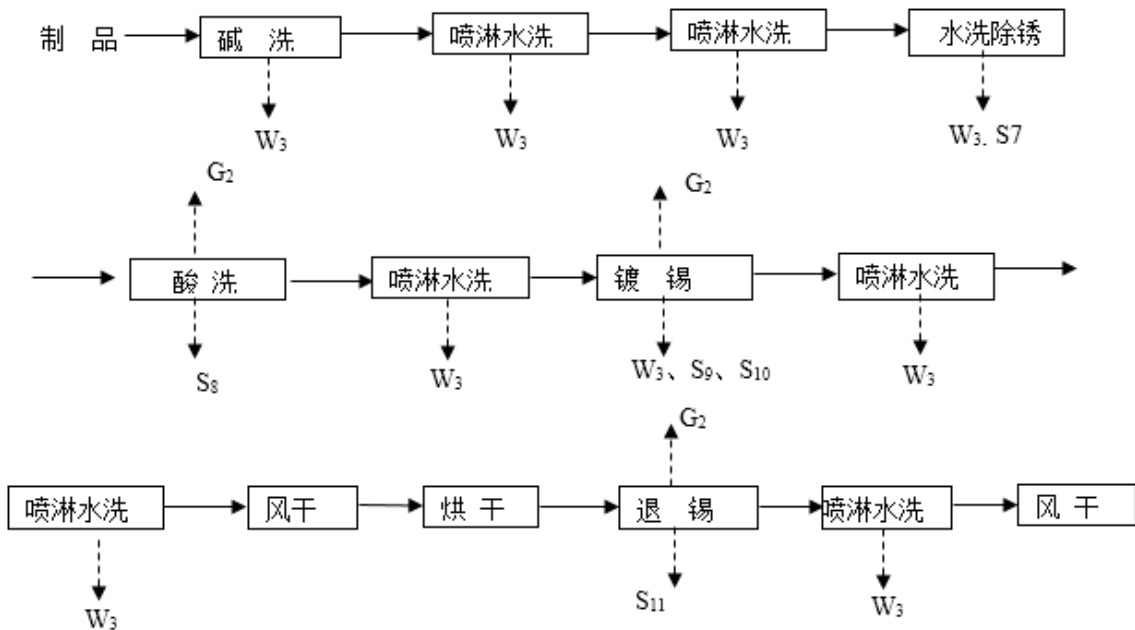 制 品 碱 洗 喷淋水洗 喷淋水洗 水洗除锈
W₃ W₃ W₃ W₃. S7
G₂ G₂
酸 洗 喷淋水洗 镀 锡 喷淋水洗
S₈ W₃ W₃、S₉、S₁₀ W₃
G₂
喷淋水洗 风干 烘 干 退 锡 喷淋水洗 风 干
W₃ S₁₁ W₃